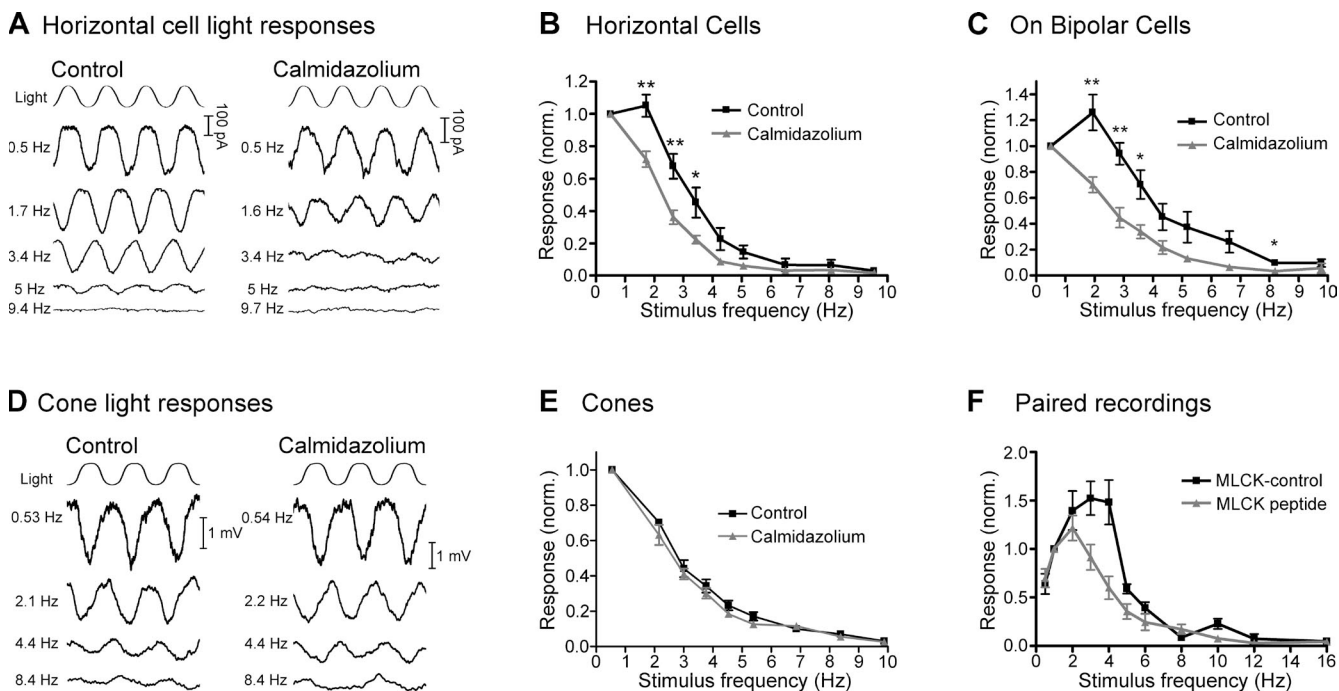 A Horizontal cell light responses
Control
Calmidazolium
Light
100 pA
100 pA
0.5 Hz
0.5 Hz
1.7 Hz
1.6 Hz
3.4 Hz
3.4 Hz
5 Hz
5 Hz
9.4 Hz
9.7 Hz
B Horizontal Cells
Response (norm.)
1.2
1.0
0.8
0.6
0.4
0.2
0.0
**
**
*
Control
Calmidazolium
0 1 2 3 4 5 6 7 8 9 10
Stimulus frequency (Hz)
C On Bipolar Cells
Response (norm.)
1.4
1.2
1.0
0.8
0.6
0.4
0.2
0.0
**
**
*
*
Control
Calmidazolium
0 1 2 3 4 5 6 7 8 9 10
Stimulus frequency (Hz)
D Cone light responses
Control
Calmidazolium
Light
0.53 Hz
1 mV
0.54 Hz
1 mV
2.1 Hz
2.2 Hz
4.4 Hz
4.4 Hz
8.4 Hz
8.4 Hz
E Cones
Response (norm.)
1.0
0.8
0.6
0.4
0.2
0.0
Control
Calmidazolium
0 1 2 3 4 5 6 7 8 9 10
Stimulus frequency (Hz)
F Paired recordings
Response (norm.)
2.0
1.5
1.0
0.5
0.0
MLCK-control
MLCK peptide
0 2 4 6 8 10 12 14 16
Stimulus frequency (Hz)